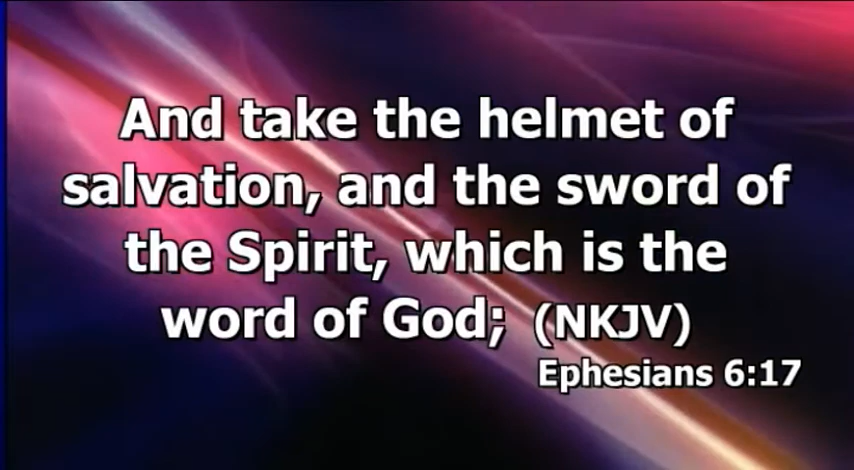 And take the helmet of
salvation, and the sword of
the Spirit, which is the
word of God; (NKJV)
Ephesians 6:17